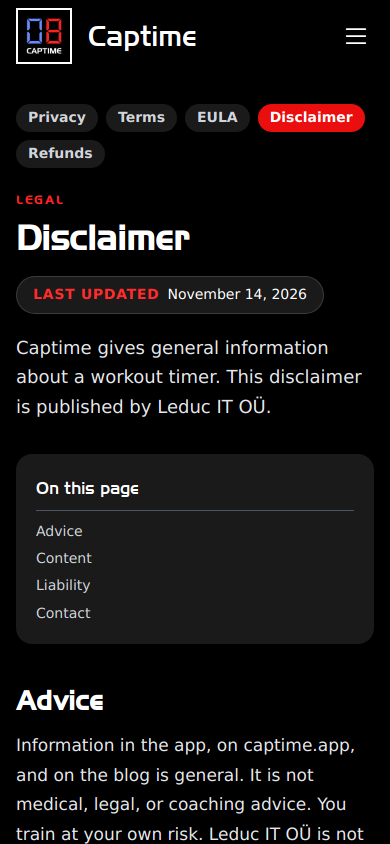 08
CAPTIME
Captime
Privacy
Terms
EULA
Disclaimer
Refunds
LEGAL
Disclaimer
LAST UPDATED November 14, 2026
Captime gives general information
about a workout timer. This disclaimer
is published by Leduc IT OÜ.
On this page
Advice
Content
Liability
Contact
Advice
Information in the app, on captime.app,
and on the blog is general. It is not
medical, legal, or coaching advice. You
train at your own risk. Leduc IT OÜ is not